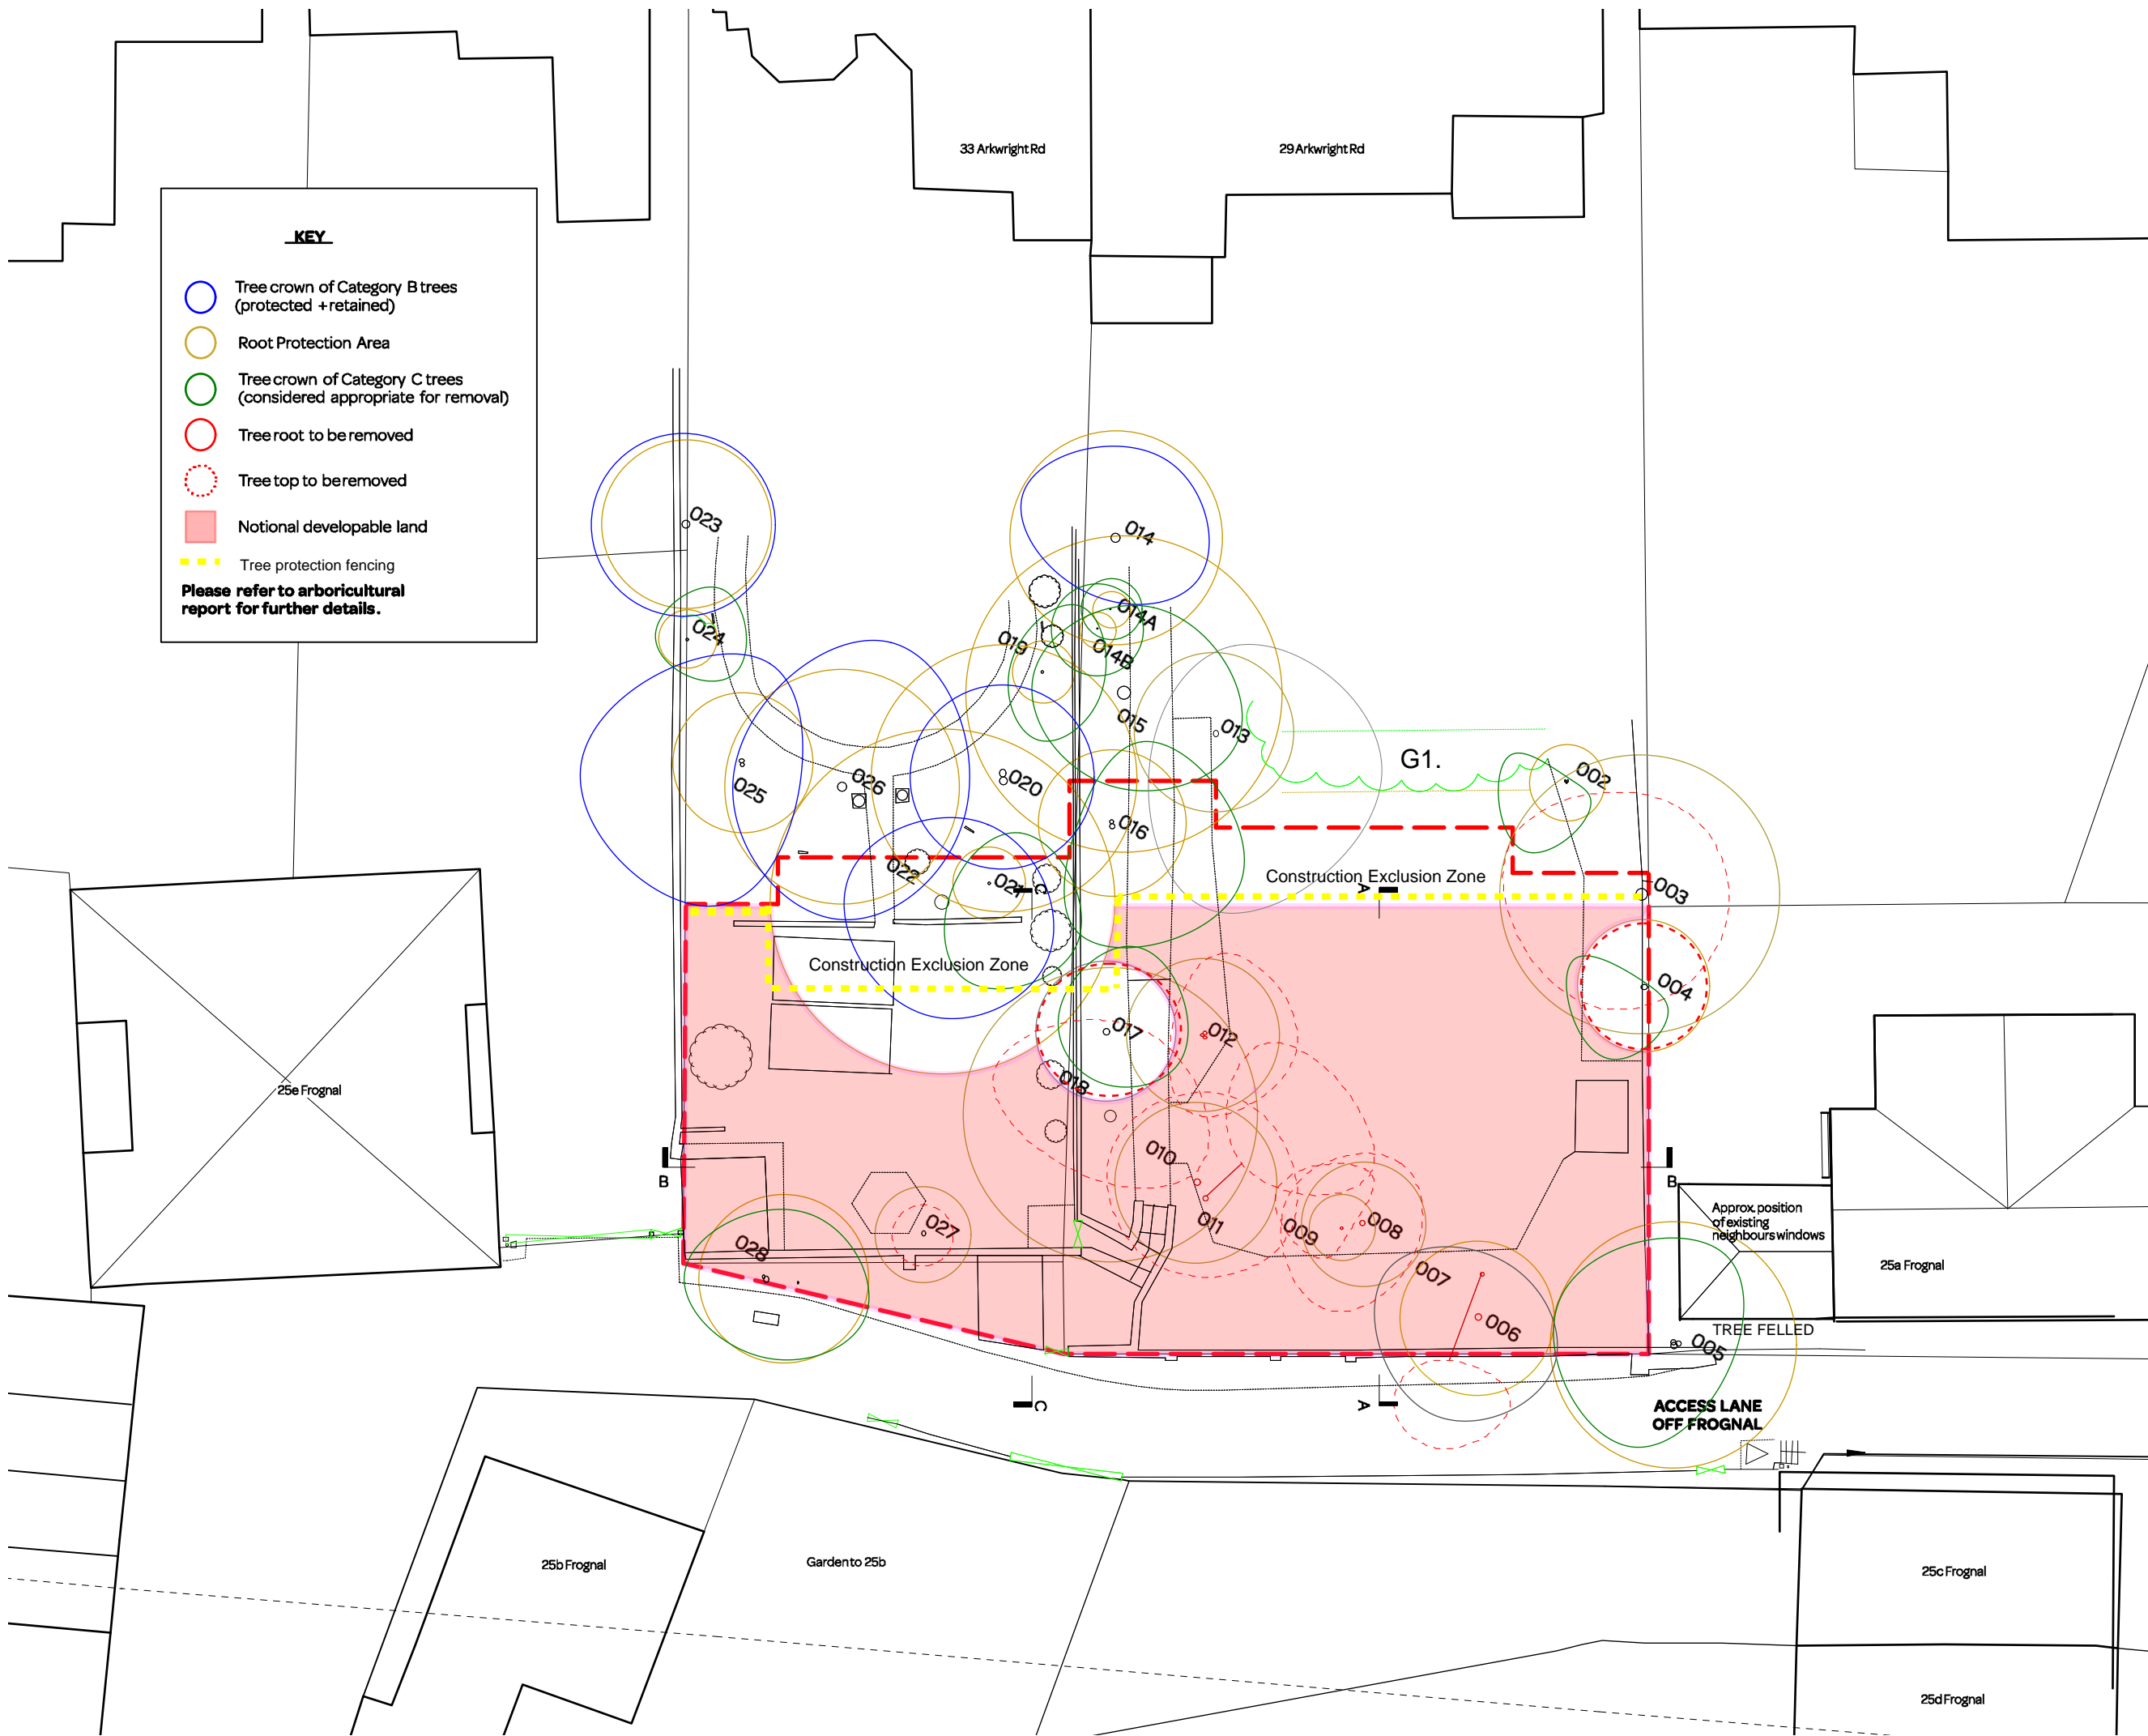 33 Arkwright Rd
29 Arkwright Rd
KEY
Tree crown of Category B trees
(protected + retained)
Root Protection Area
Tree crown of Category C trees
(considered appropriate for removal)
Tree root to be removed
Tree top to be removed
Notional developable land
Tree protection fencing
Please refer to arboricultural
report for further details.
023
014
014A
024
019
014B
015
013
G1.
002
025
026
020
016
022
021
C
A
Construction Exclusion Zone
003
Construction Exclusion Zone
004
017
012
018
25e Frognal
010
B
B
011
009
008
027
028
007
006
Approx. position
of existing
neighbours windows
25a Frognal
TREE FELLED
005
C
A
ACCESS LANE
OFF FROGNAL
25b Frognal
Garden to 25b
25c Frognal
25d Frognal